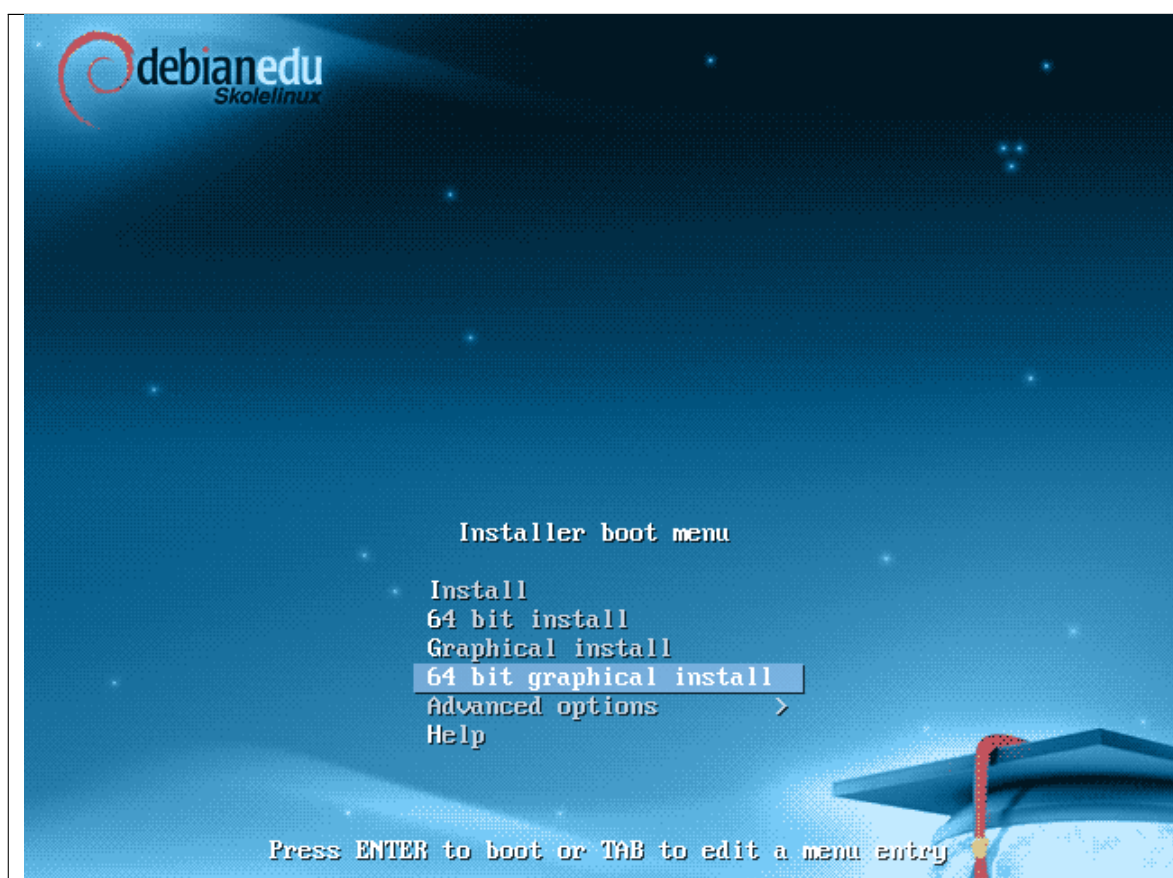 debianedu
Skolelinux
Installer boot menu
Install
64 bit install
Graphical install
64 bit graphical install
Advanced options >
Help
Press ENTER to boot or TAB to edit a menu entry